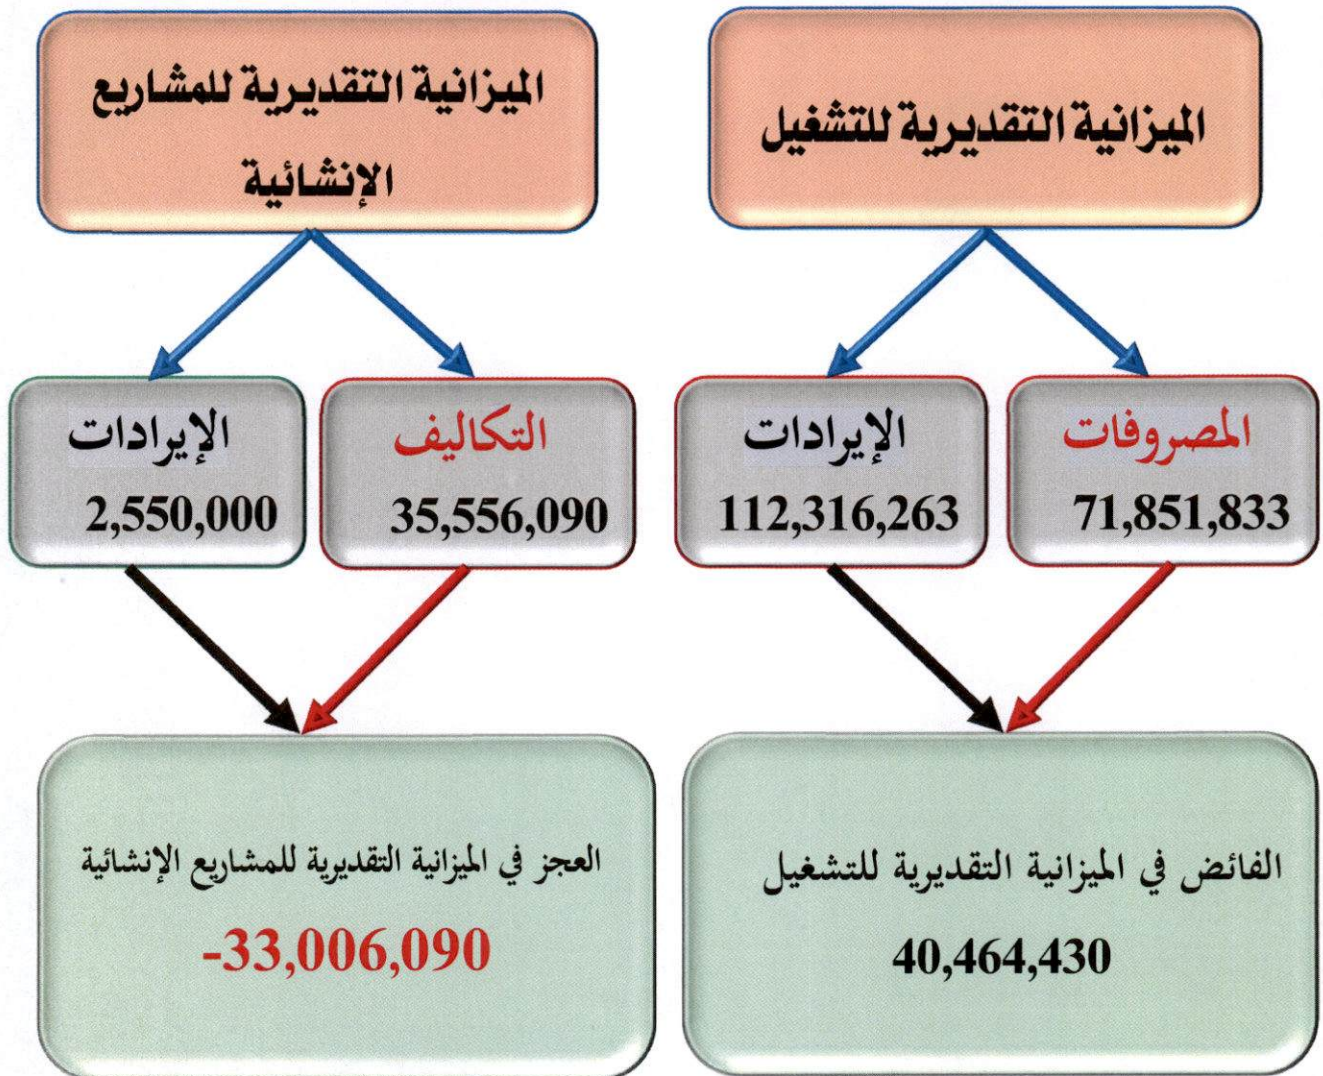 الميزانية التقديرية للتشغيل
المصروفات
71,851,833
الإيرادات
112,316,263
الفائض في الميزانية التقديرية للتشغيل
40,464,430
الميزانية التقديرية للمشاريع
الإنشائية
التكاليف
35,556,090
الإيرادات
2,550,000
العجز في الميزانية التقديرية للمشاريع الإنشائية
-33,006,090